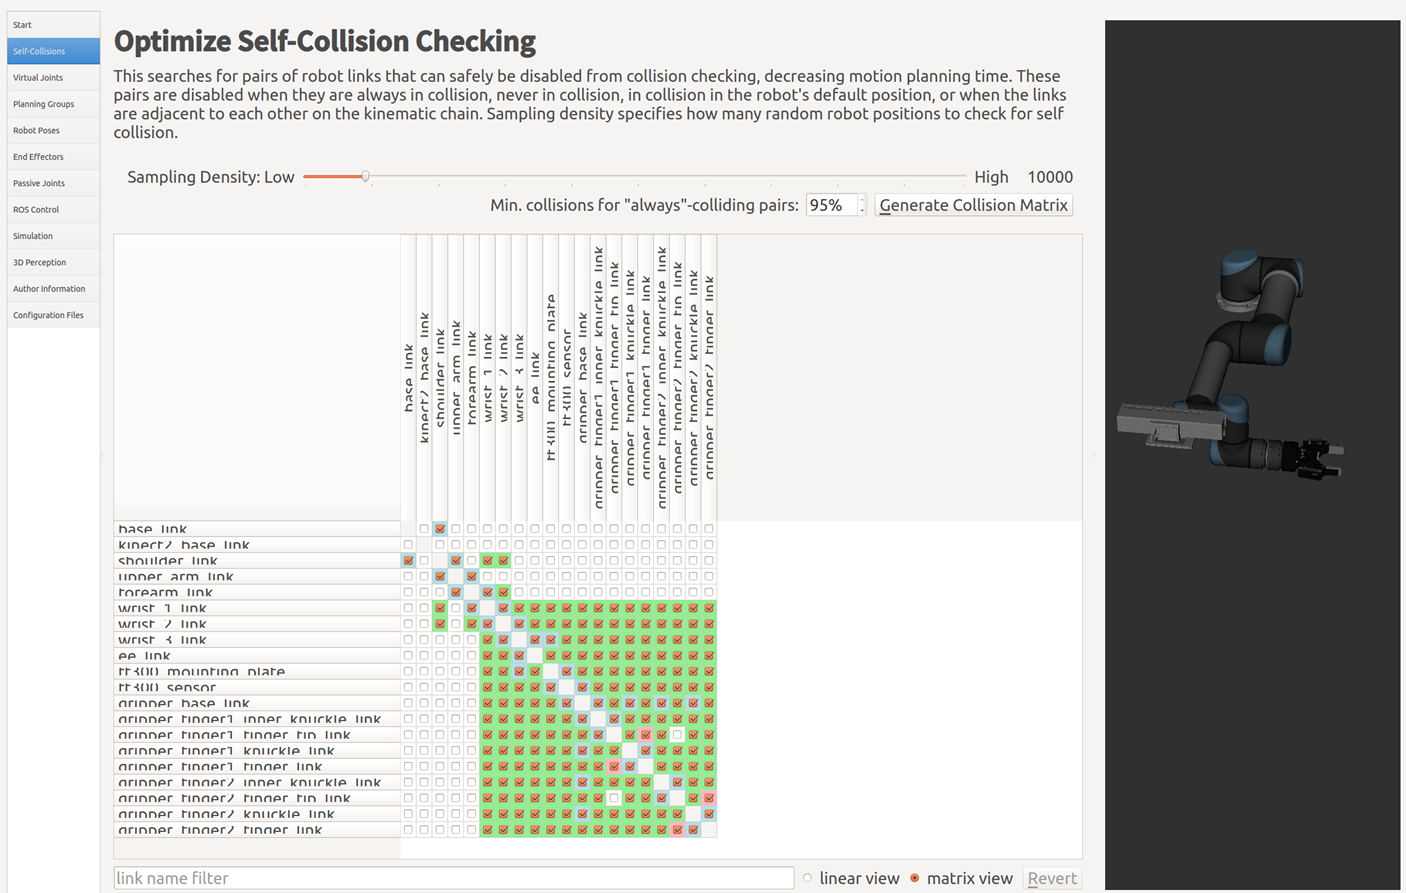 Start
Self-Collisions
Virtual Joints
Planning Groups
Robot Poses
End Effectors
Passive Joints
ROS Control
Simulation
3D Perception
Author Information
Configuration Files
Optimize Self-Collision Checking
This searches for pairs of robot links that can safely be disabled from collision checking, decreasing motion planning time. These
pairs are disabled when they are always in collision, never in collision, in collision in the robot's default position, or when the links
are adjacent to each other on the kinematic chain. Sampling density specifies how many random robot positions to check for self
collision.
Sampling Density: Low High 10000
Min. collisions for "always"-colliding pairs: 95% Generate Collision Matrix
base_link
kinect2_base_link
shoulder_link
upper_arm_link
forearm_link
wrist_1_link
wrist_2_link
wrist_3_link
ee_link
ft300_mounting_plate
ft300_sensor
gripper_base_link
gripper_finger1_inner_knuckle_link
gripper_finger1_finger_tip_link
gripper_finger1_knuckle_link
gripper_finger1_finger_link
gripper_finger2_inner_knuckle_link
gripper_finger2_finger_tip_link
gripper_finger2_knuckle_link
gripper_finger2_finger_link
base_link
kinect2_base_link
shoulder_link
upper_arm_link
forearm_link
wrist_1_link
wrist_2_link
wrist_3_link
ee_link
ft300_mounting_plate
ft300_sensor
gripper_base_link
gripper_finger1_inner_knuckle_link
gripper_finger1_finger_tip_link
gripper_finger1_knuckle_link
gripper_finger1_finger_link
gripper_finger2_inner_knuckle_link
gripper_finger2_finger_tip_link
gripper_finger2_knuckle_link
gripper_finger2_finger_link
link name filter
linear view matrix view Revert